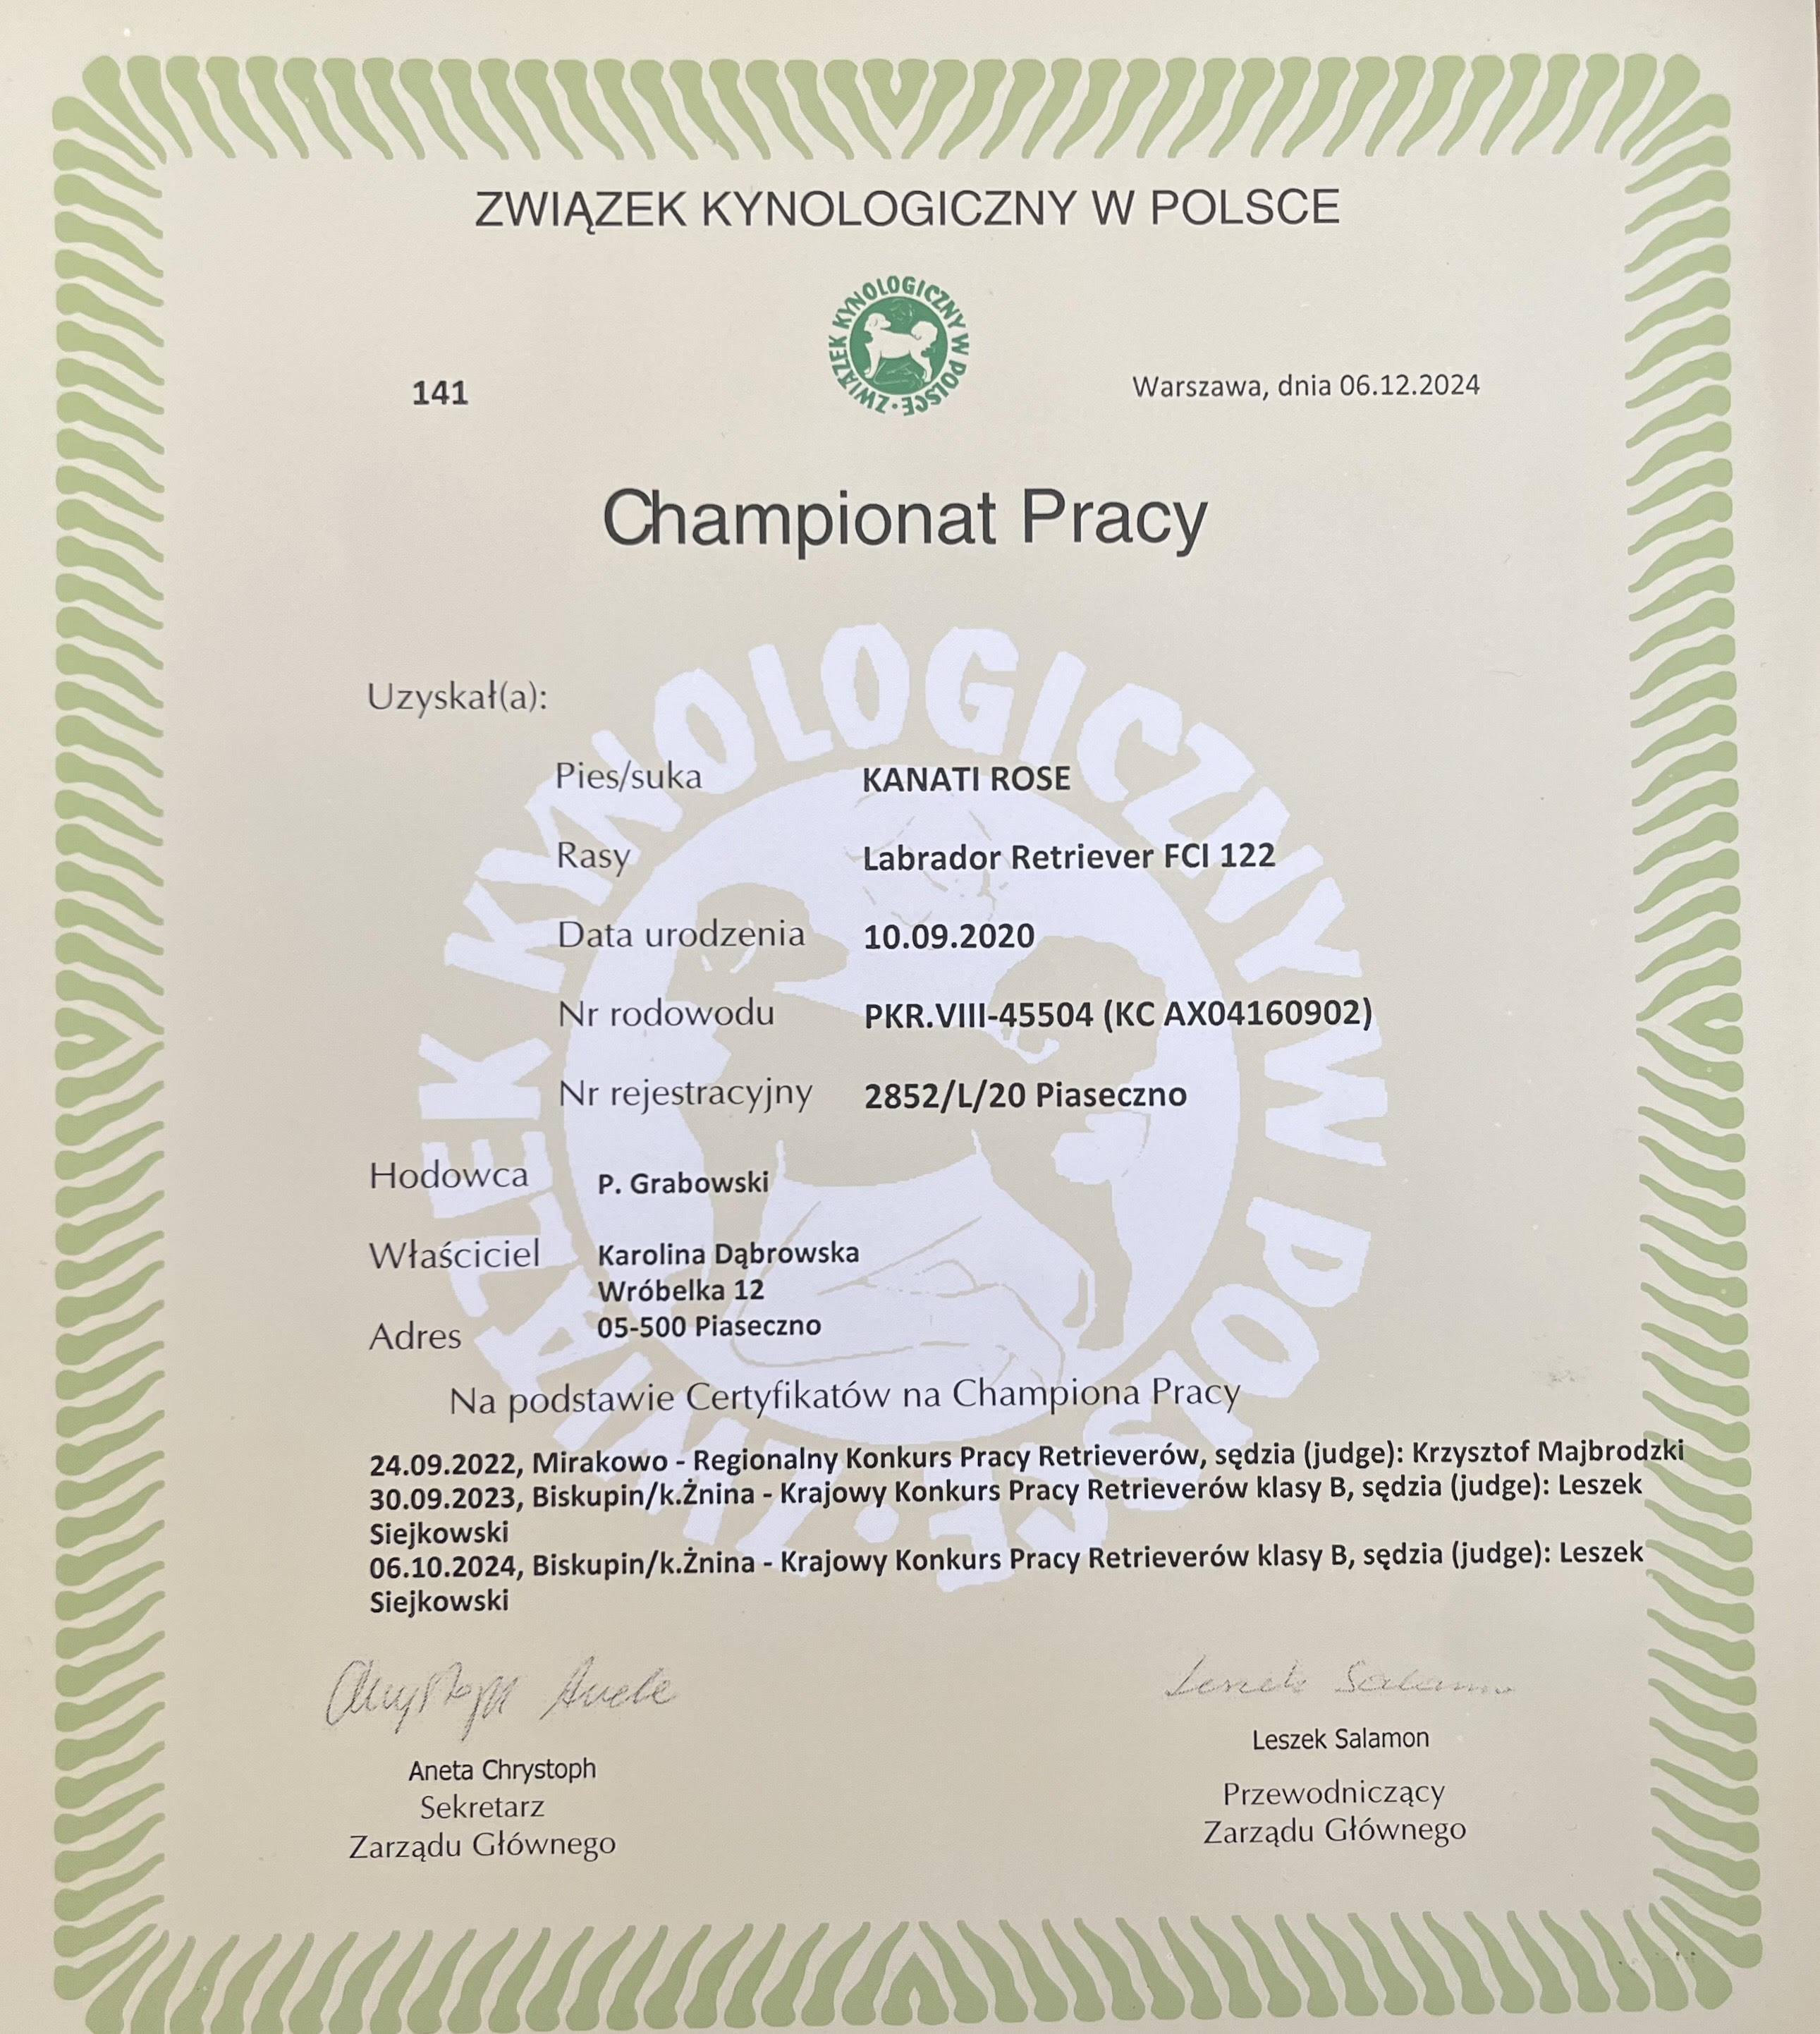 ZWIĄZEK KYNOLOGICZNY W POLSCE
ZWIĄZEK KYNOLOGICZNY W POLSCE
141
Warszawa, dnia 06.12.2024
Championat Pracy
ZWIĄZEK KYNOLOGICZNY W POLSCE
Uzyskał(a):
Pies/suka KANATI ROSE
Rasy Labrador Retriever FCI 122
Data urodzenia 10.09.2020
Nr rodowodu PKR.VIII-45504 (KC AX04160902)
Nr rejestracyjny 2852/L/20 Piaseczno
Hodowca P. Grabowski
Właściciel Karolina Dąbrowska
Wróbelka 12
Adres 05-500 Piaseczno
Na podstawie Certyfikatów na Championa Pracy
24.09.2022, Mirakowo - Regionalny Konkurs Pracy Retrieverów, sędzia (judge): Krzysztof Majbrodzki
30.09.2023, Biskupin/k.Żnina - Krajowy Konkurs Pracy Retrieverów klasy B, sędzia (judge): Leszek
Siejkowski
06.10.2024, Biskupin/k.Żnina - Krajowy Konkurs Pracy Retrieverów klasy B, sędzia (judge): Leszek
Siejkowski
Leszek Salamon
Aneta Chrystoph
Sekretarz
Zarządu Głównego
Leszek Salamon
Przewodniczący
Zarządu Głównego